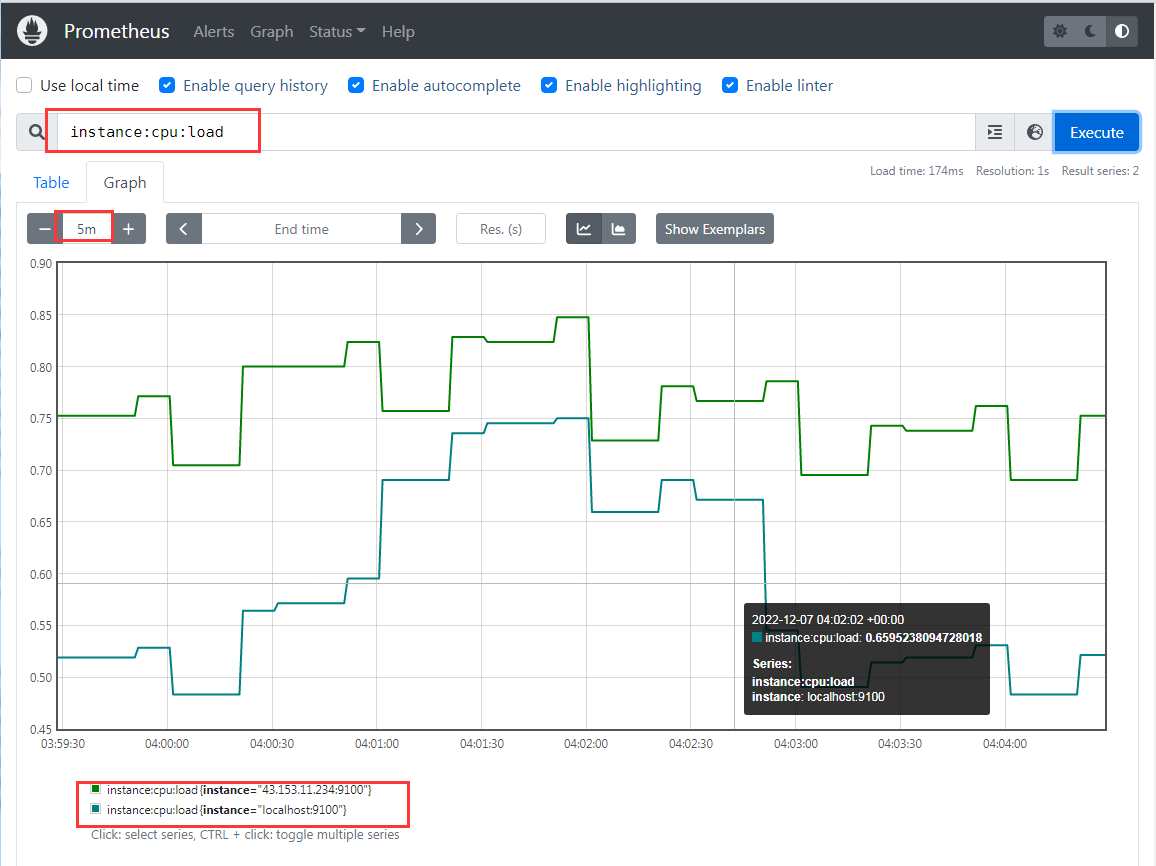 Prometheus Alerts Graph Status Help
Use local time Enable query history Enable autocomplete Enable highlighting Enable linter
instance:cpu:load Execute
Table Graph Load time: 174ms Resolution: 1s Result series: 2
5m End time Res. (s) Show Exemplars
0.90
0.85
0.80
0.75
0.70
0.65
0.60
0.55
0.50
0.45
2022-12-07 04:02:02 +00:00
instance:cpu:load: 0.6595238094728018
Series:
instance:cpu:load
instance: localhost:9100
03:59:30 04:00:00 04:00:30 04:01:00 04:01:30 04:02:00 04:02:30 04:03:00 04:03:30 04:04:00
instance:cpu:load{instance="43.153.11.234:9100"}
instance:cpu:load{instance="localhost:9100"}
Click: select series, CTRL + click: toggle multiple series